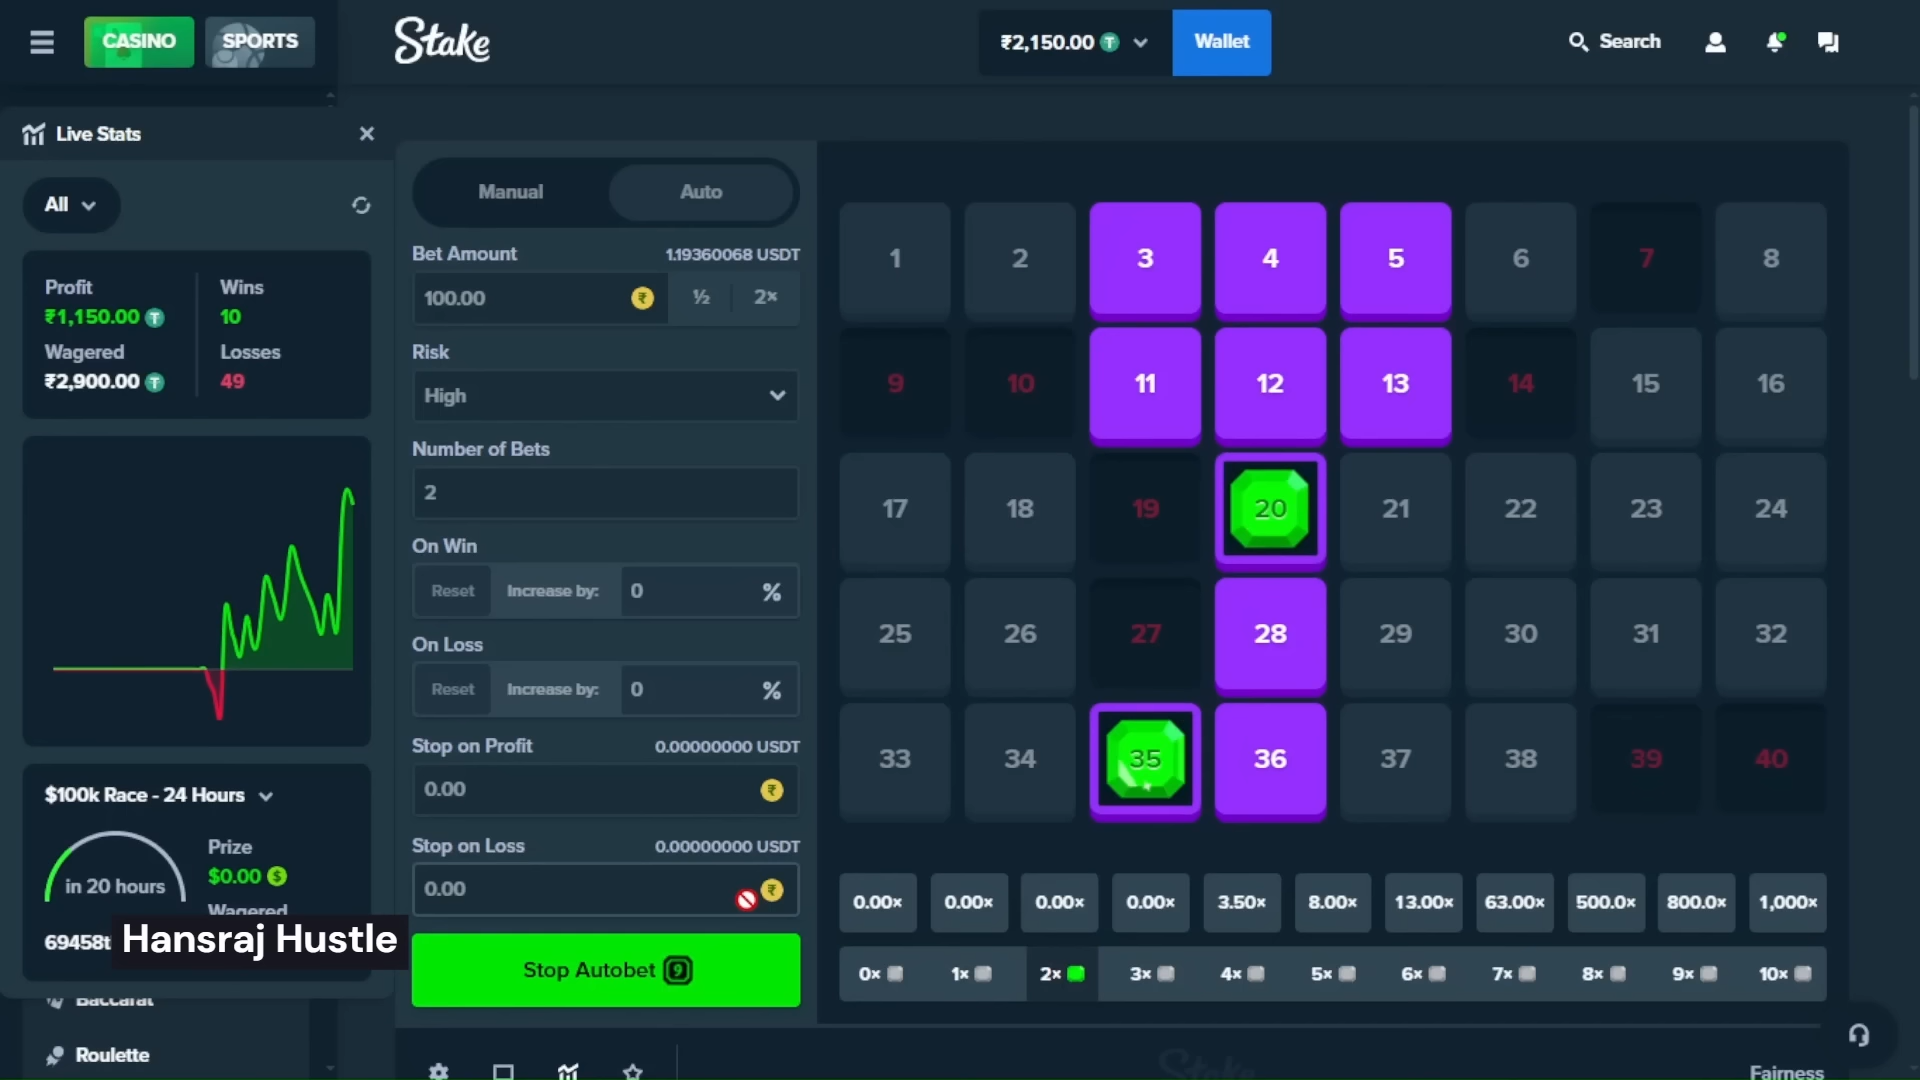 CASINO
SPORTS
Stake
₹2,150.00
Wallet
Search
Live Stats
All
Profit
₹1,150.00
Wins
10
Wagered
₹2,900.00
Losses
49
$100k Race - 24 Hours
in 20 hours
Prize
$0.00
Wagered
69458t
Hansraj Hustle
Baccarat
Roulette
Manual
Auto
Bet Amount
1.19360068 USDT
100.00
½
2×
Risk
High
Number of Bets
2
On Win
Reset
Increase by:
0
%
On Loss
Reset
Increase by:
0
%
Stop on Profit
0.00000000 USDT
0.00
Stop on Loss
0.00000000 USDT
0.00
Stop Autobet 9
1 2 3 4 5 6 7 8
9 10 11 12 13 14 15 16
17 18 19 20 21 22 23 24
25 26 27 28 29 30 31 32
33 34 35 36 37 38 39 40
0.00× 0.00× 0.00× 0.00× 3.50× 8.00× 13.00× 63.00× 500.0× 800.0× 1,000×
0× 1× 2× 3× 4× 5× 6× 7× 8× 9× 10×
Stake
Fairness